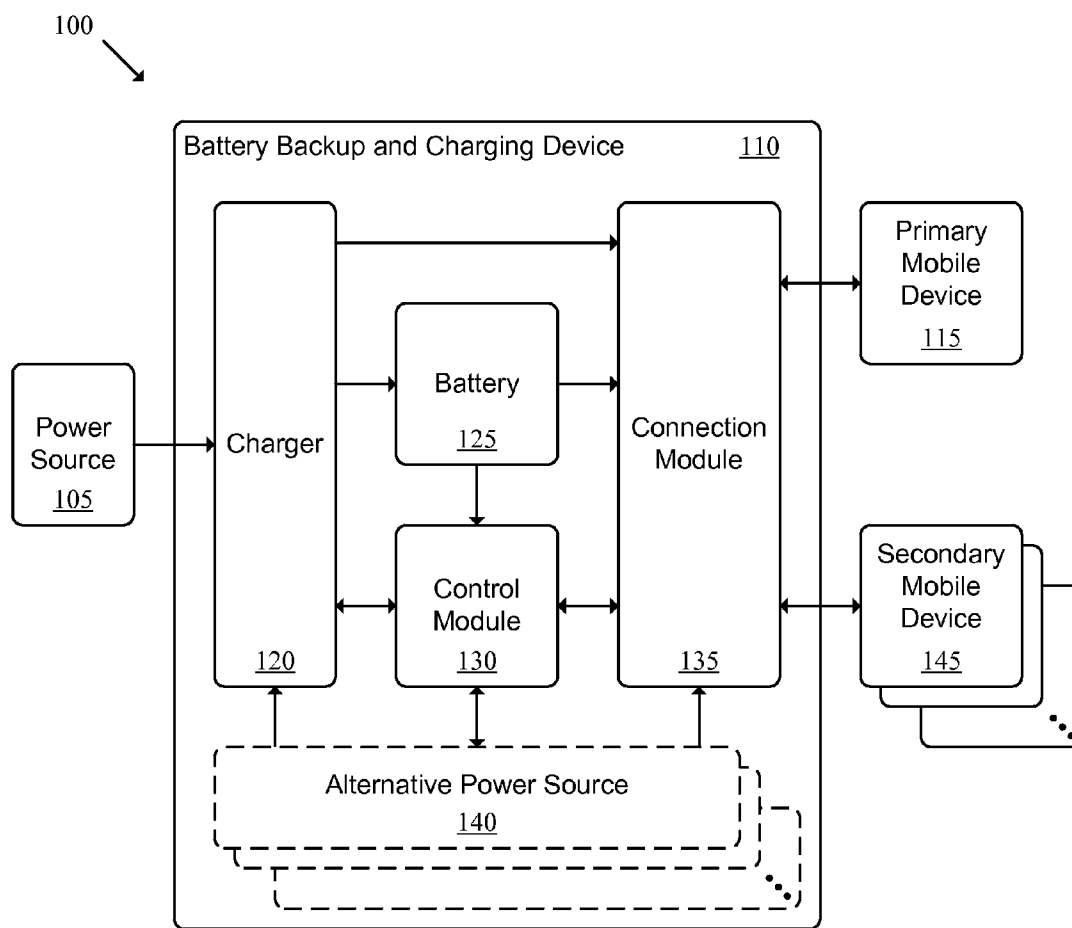 100
Battery Backup and Charging Device 110
Power
Source
105
Charger
120
Battery
125
Control
Module
130
Connection
Module
135
Alternative Power Source
140
Primary
Mobile
Device
115
Secondary
Mobile
Device
145